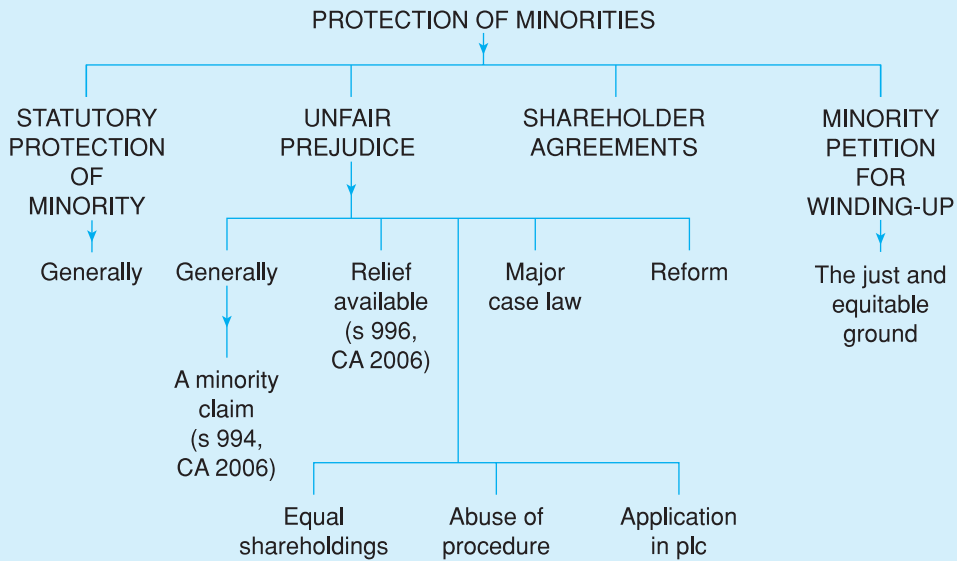 PROTECTION OF MINORITIES
STATUTORY
PROTECTION
OF
MINORITY
UNFAIR
PREJUDICE
SHAREHOLDER
AGREEMENTS
MINORITY
PETITION
FOR
WINDING-UP
Generally
Generally
Relief
available
(s 996,
CA 2006)
Major
case law
Reform
The just and
equitable
ground
A minority
claim
(s 994,
CA 2006)
Equal
shareholdings
Abuse of
procedure
Application
in plc